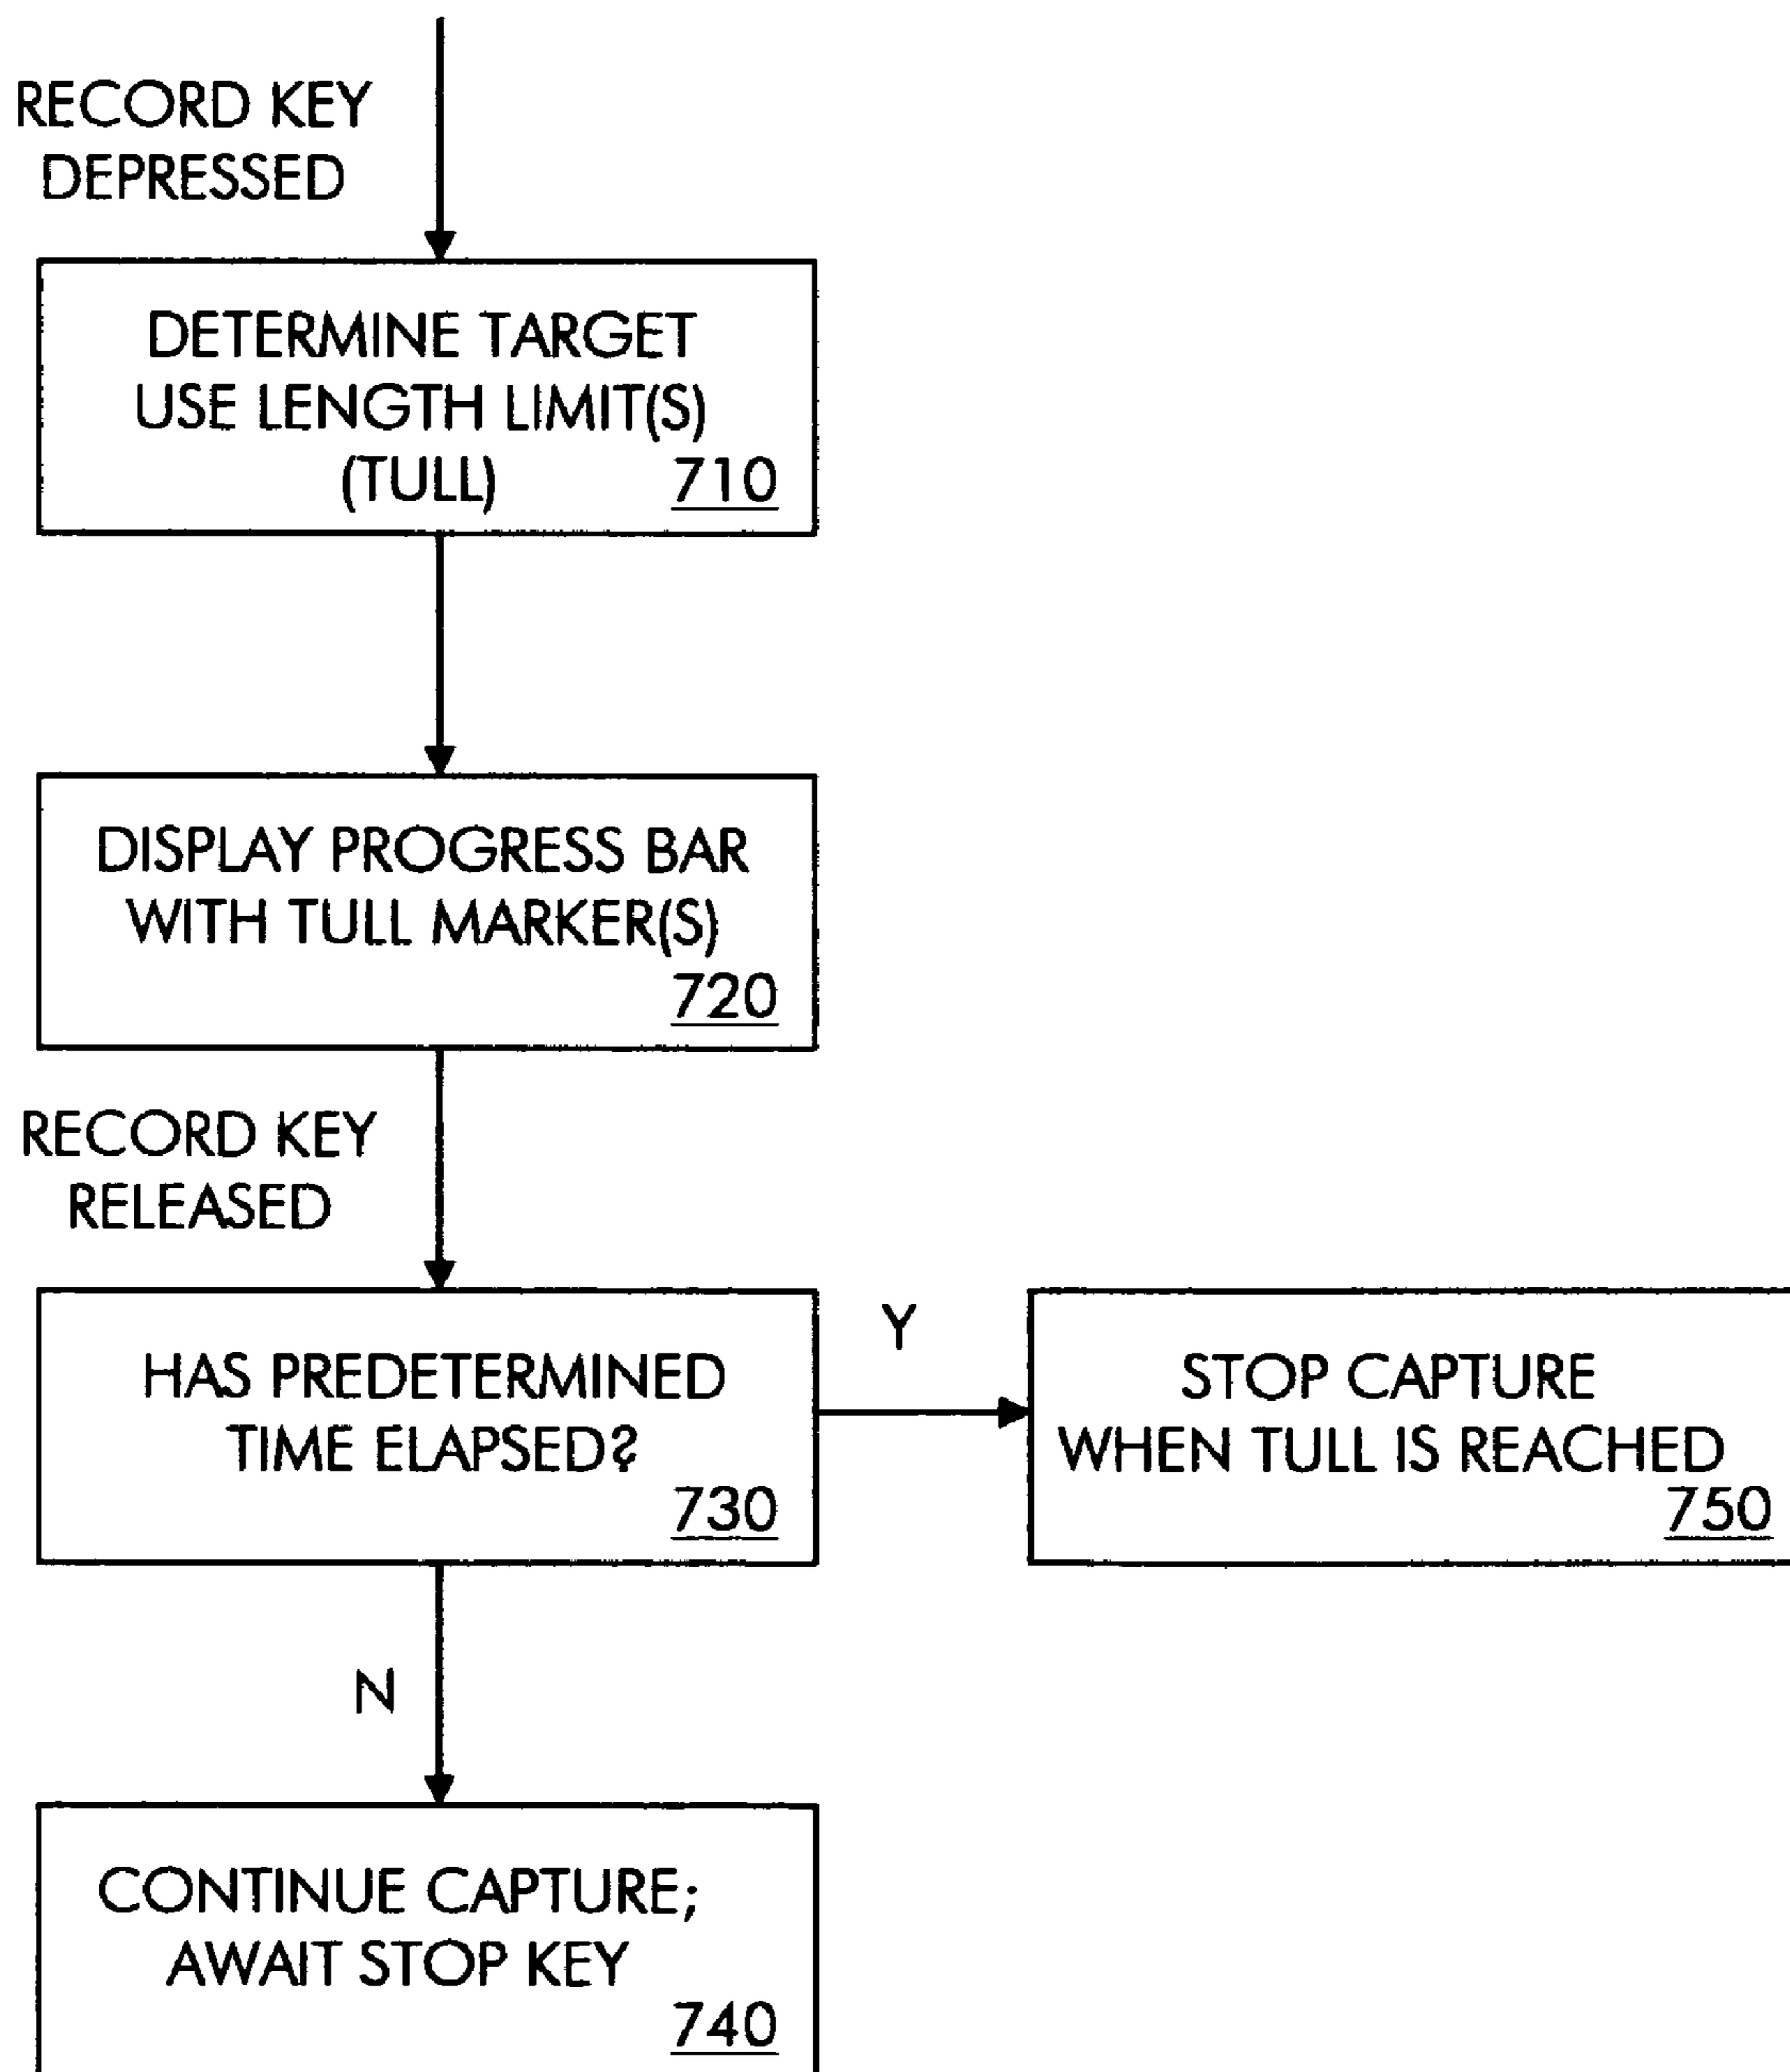 RECORD KEY
DEPRESSED
DETERMINE TARGET
USE LENGTH LIMIT(S)
(TULL) 710
DISPLAY PROGRESS BAR
WITH TULL MARKER(S)
720
RECORD KEY
RELEASED
HAS PREDETERMINED
TIME ELAPSED?
730
Y
STOP CAPTURE
WHEN TULL IS REACHED
750
N
CONTINUE CAPTURE;
AWAIT STOP KEY
740